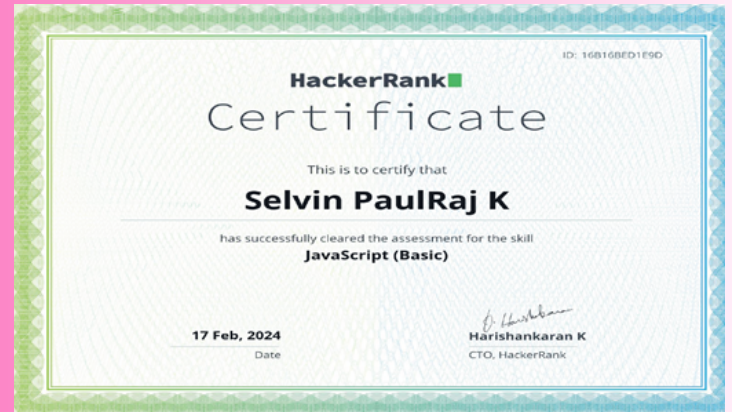 ID: 16B16BED1E9D
HackerRank
Certificate
This is to certify that
Selvin PaulRaj K
has successfully cleared the assessment for the skill
JavaScript (Basic)
17 Feb, 2024
Date
Harishankaran K
CTO, HackerRank